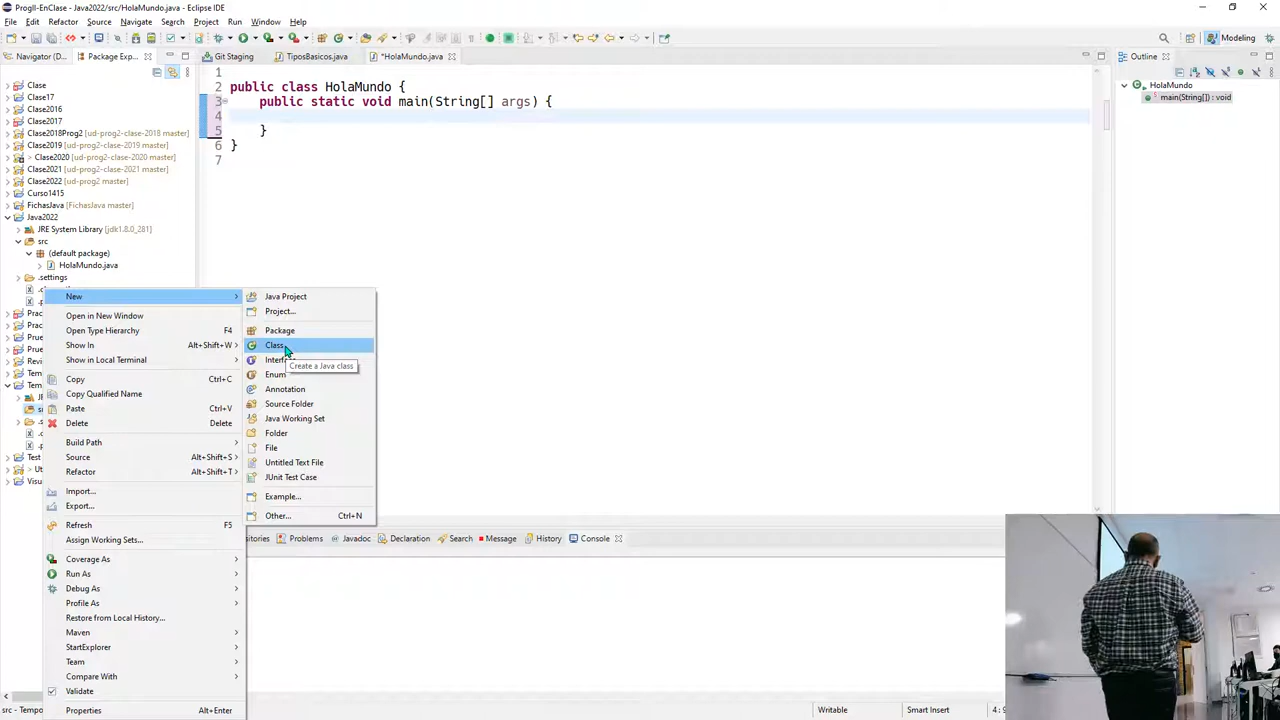 ProgII-EnClase - Java2022/src/HolaMundo.java - Eclipse IDE
File Edit Refactor Source Navigate Search Project Run Window Help
Modeling
Navigator (D...
Package Exp...
Git Staging
TiposBasicos.java
*HolaMundo.java
Outline
Clase
Clase17
Clase2016
Clase2017
Clase2018Prog2 [ud-prog2-clase-2018 master]
Clase2019 [ud-prog2-clase-2019 master]
> Clase2020 [ud-prog2-clase-2020 master]
Clase2021 [ud-prog2-clase-2021 master]
Clase2022 [ud-prog2 master]
Curso1415
FichasJava [FichasJava master]
Java2022
JRE System Library [jdk1.8.0_281]
src
(default package)
HolaMundo.java
.settings
1
2 public class HolaMundo {
3 public static void main(String[] args) {
4
5 }
6 }
7
HolaMundo
main(String[]) : void
New
Open in New Window
Open Type Hierarchy F4
Show In Alt+Shift+W
Show in Local Terminal
Copy Ctrl+C
Copy Qualified Name
Paste Ctrl+V
Delete Delete
Build Path
Source Alt+Shift+S
Refactor Alt+Shift+T
Import...
Export...
Refresh F5
Assign Working Sets...
Coverage As
Run As
Debug As
Profile As
Restore from Local History...
Maven
StartExplorer
Team
Compare With
Validate
Properties Alt+Enter
Java Project
Project...
Package
Class
Create a Java class
Enum
Annotation
Source Folder
Java Working Set
Folder
File
Untitled Text File
JUnit Test Case
Example...
Other... Ctrl+N
Problems
Javadoc
Declaration
Search
Message
History
Console
Writable
Smart Insert